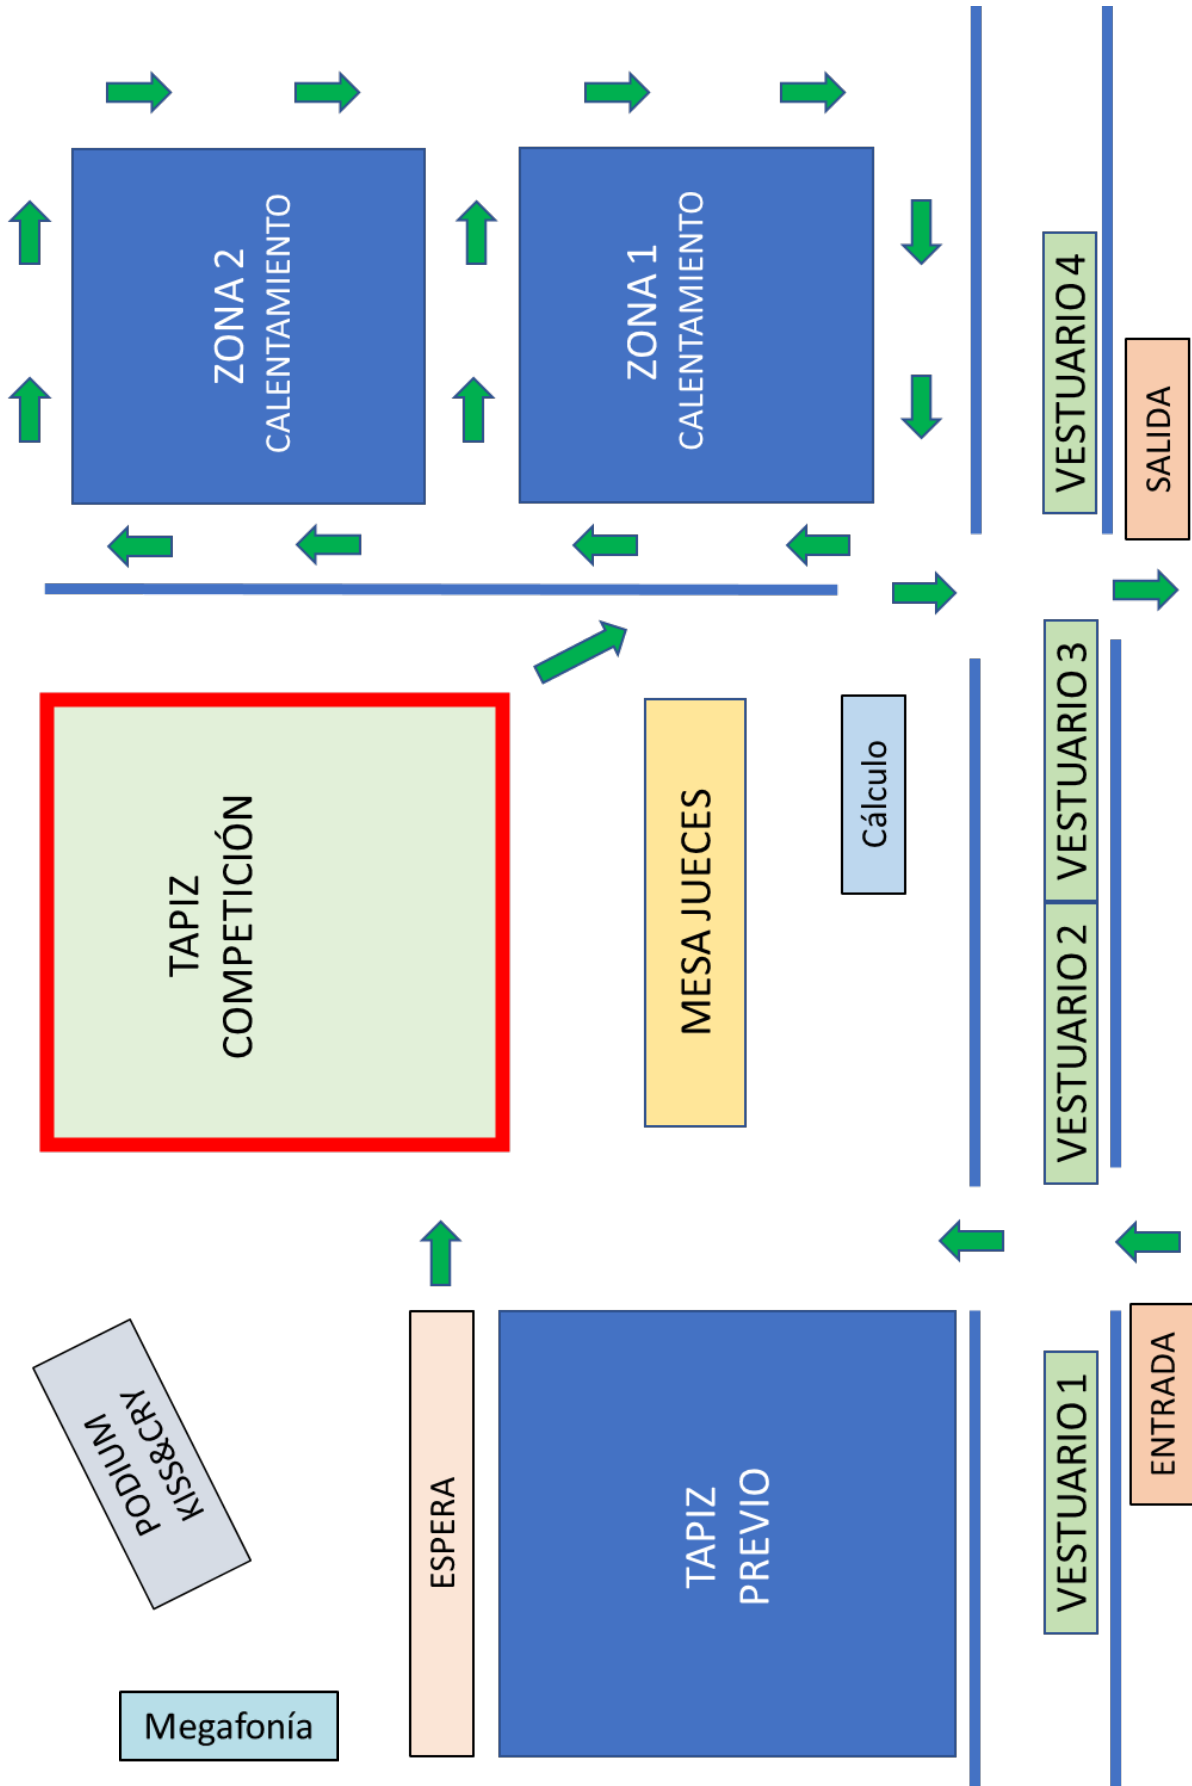 ZONA 2
CALENTAMIENTO
ZONA 1
CALENTAMIENTO
VESTUARIO 4
SALIDA
TAPIZ
COMPETICIÓN
MESA JUECES
Cálculo
VESTUARIO 3
VESTUARIO 2
PODIUM
KISS&CRY
ESPERA
TAPIZ
PREVIO
VESTUARIO 1
ENTRADA
Megafonía